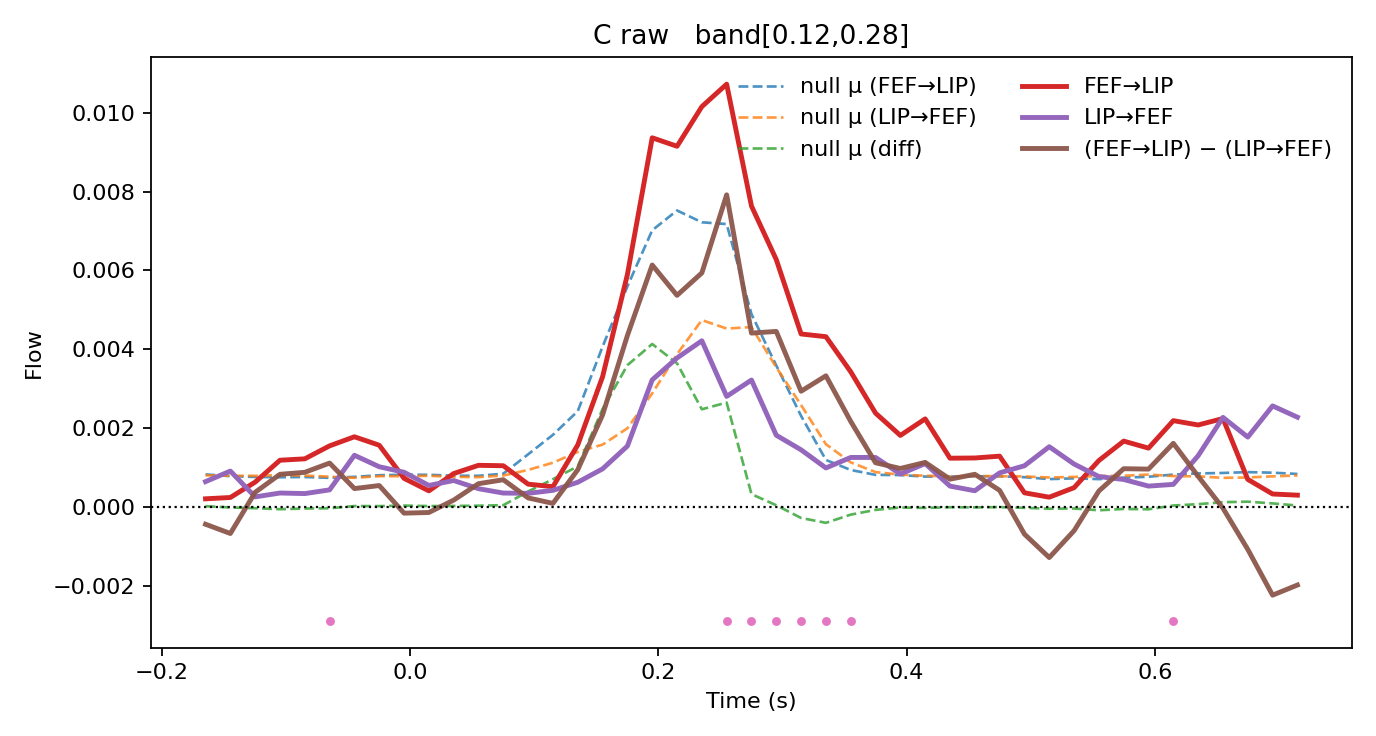 C raw band[0.12,0.28]
null μ (FEF→LIP)
null μ (LIP→FEF)
null μ (diff)
FEF→LIP
LIP→FEF
(FEF→LIP) − (LIP→FEF)
Flow
0.010
0.008
0.006
0.004
0.002
0.000
−0.002
−0.2
0.0
0.2
0.4
0.6
Time (s)